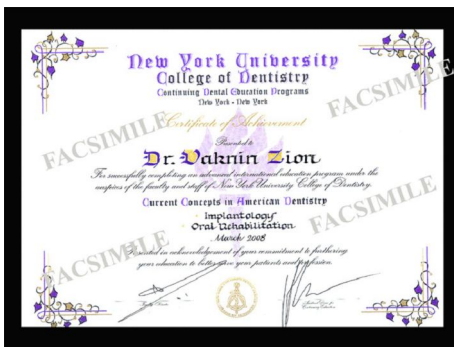 New York University
College of Dentistry
Continuing Dental Education Programs
New York • New York
FACSIMILE
Certificate of Achievement
FACSIMILE
Presented to
Dr. Vaknin Zion
For successfully completing an advanced international education program under the
auspices of the faculty and staff of New York University College of Dentistry.
Current Concepts in American Dentistry
Implantology
Oral Rehabilitation
March 2008
FACSIMILE
FACSIMILE
Presented in acknowledgement of your commitment to furthering
your education to better serve your patients and profession.